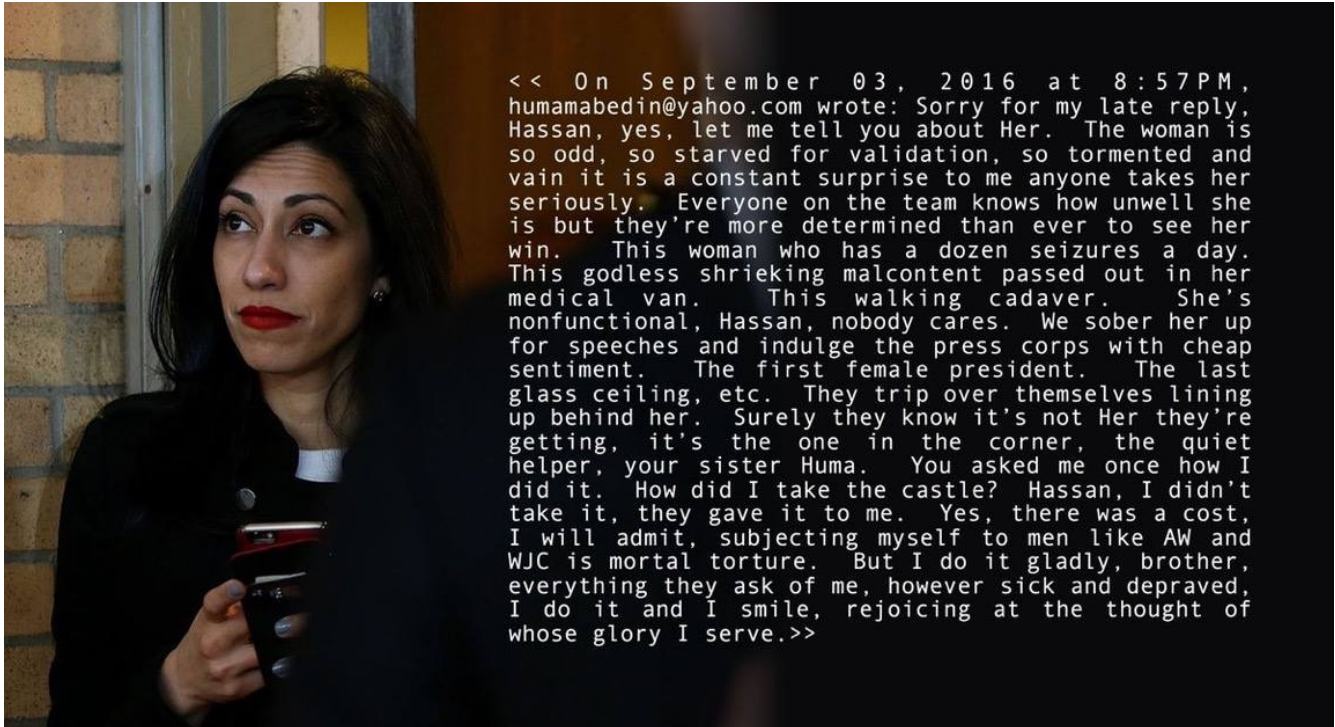 << On September 03, 2016 at 8:57PM,
humamabedin@yahoo.com wrote: Sorry for my late reply,
Hassan, yes, let me tell you about Her. The woman is
so odd, so starved for validation, so tormented and
vain it is a constant surprise to me anyone takes her
seriously. Everyone on the team knows how unwell she
is but they're more determined than ever to see her
win. This woman who has a dozen seizures a day.
This godless shrieking malcontent passed out in her
medical van. This walking cadaver. She's
nonfunctional, Hassan, nobody cares. We sober her up
for speeches and indulge the press corps with cheap
sentiment. The first female president. The last
glass ceiling, etc. They trip over themselves lining
up behind her. Surely they know it's not Her they're
getting, it's the one in the corner, the quiet
helper, your sister Huma. You asked me once how I
did it. How did I take the castle? Hassan, I didn't
take it, they gave it to me. Yes, there was a cost,
I will admit, subjecting myself to men like AW and
WJC is mortal torture. But I do it gladly, brother,
everything they ask of me, however sick and depraved,
I do it and I smile, rejoicing at the thought of
whose glory I serve.>>